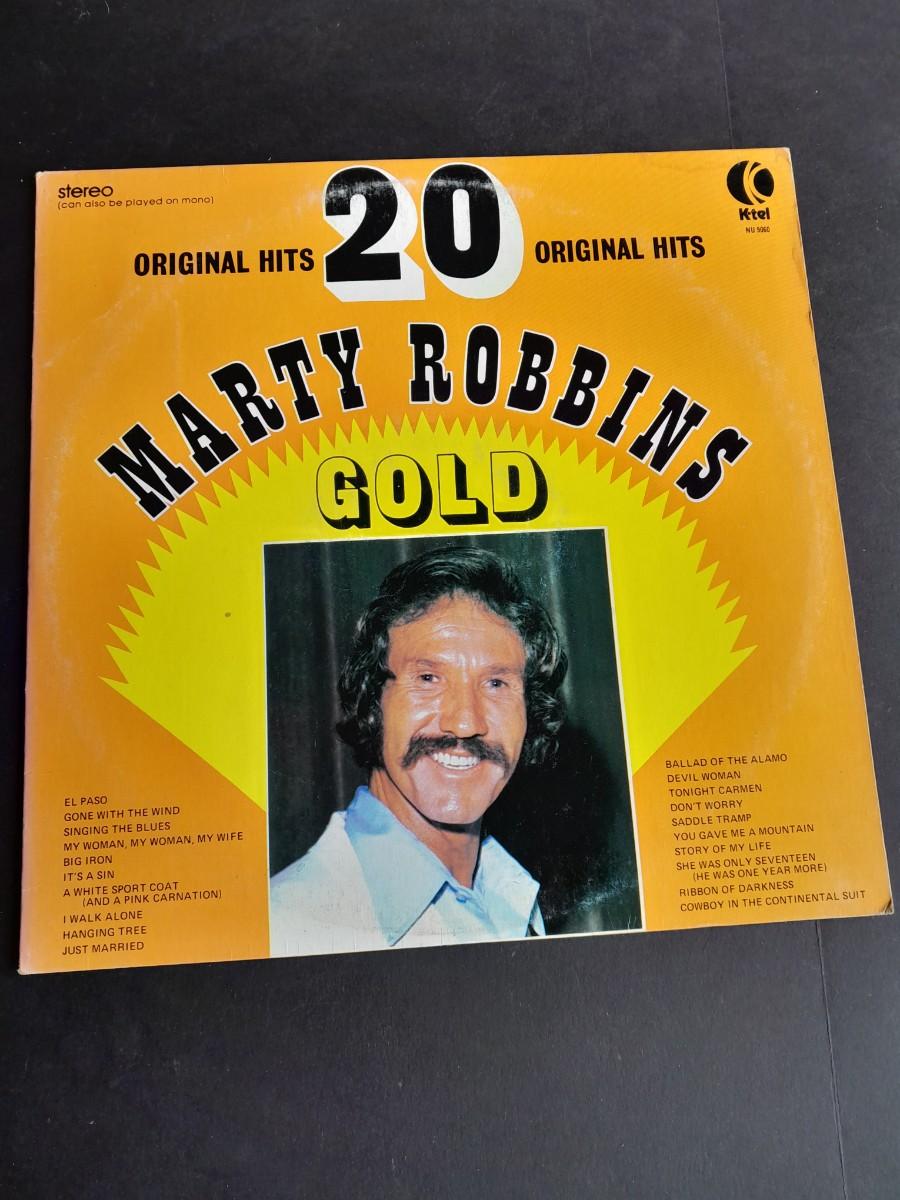 stereo
(can also be played on mono)
K-tel
NU 9060
ORIGINAL HITS 20 ORIGINAL HITS
MARTY ROBBINS
GOLD
EL PASO
GONE WITH THE WIND
SINGING THE BLUES
MY WOMAN, MY WOMAN, MY WIFE
BIG IRON
IT'S A SIN
A WHITE SPORT COAT
(AND A PINK CARNATION)
I WALK ALONE
HANGING TREE
JUST MARRIED
BALLAD OF THE ALAMO
DEVIL WOMAN
TONIGHT CARMEN
DON'T WORRY
SADDLE TRAMP
YOU GAVE ME A MOUNTAIN
STORY OF MY LIFE
SHE WAS ONLY SEVENTEEN
(HE WAS ONE YEAR MORE)
RIBBON OF DARKNESS
COWBOY IN THE CONTINENTAL SUIT